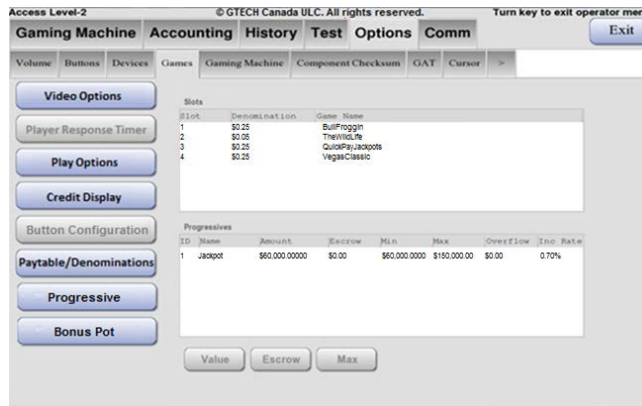 Access Level-2 © GTECH Canada ULC. All rights reserved. Turn key to exit operator mer
Gaming Machine Accounting History Test Options Comm Exit
Volume Buttons Devices Games Gaming Machine Component Checksum GAT Cursor >
Video Options
Player Response Timer
Play Options
Credit Display
Button Configuration
Paytable/Denominations
Progressive
Bonus Pot
Slots
Slot Denomination Game Name
1 $0.25 BullFroggin
2 $0.05 TheWildLife
3 $0.25 QuickPayJackpots
4 $0.25 VegasClassic
Progressives
ID Name Amount Escrow Min Max Overflow Inc Rate
1 Jackpot $60,000.00000 $0.00 $60,000.0000 $150,000.00 $0.00 0.70%
Value Escrow Max